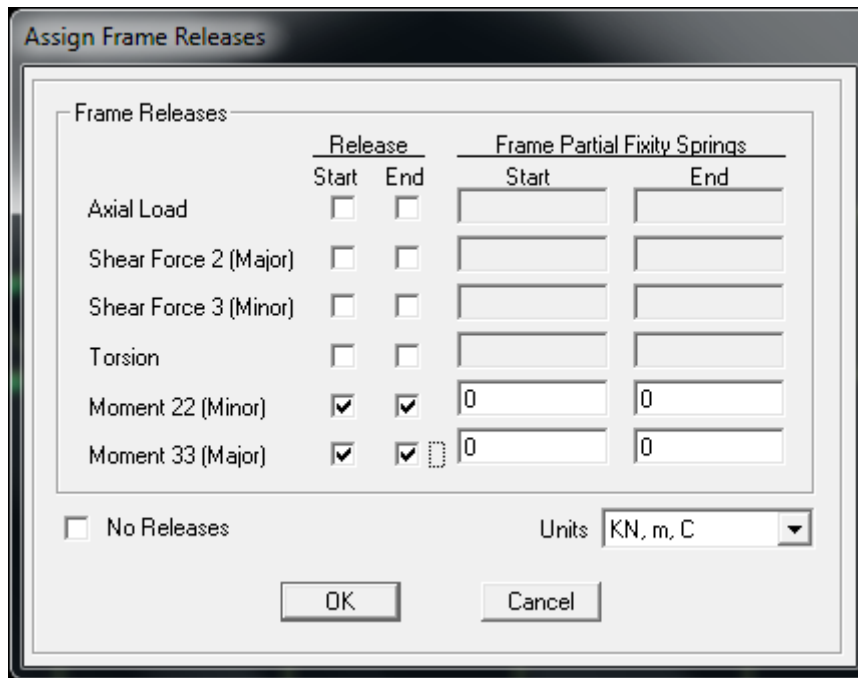 Assign Frame Releases
Frame Releases
Release Frame Partial Fixity Springs
Start End Start End
Axial Load
Shear Force 2 (Major)
Shear Force 3 (Minor)
Torsion
Moment 22 (Minor) 0 0
Moment 33 (Major) 0 0
No Releases Units KN, m, C
OK Cancel